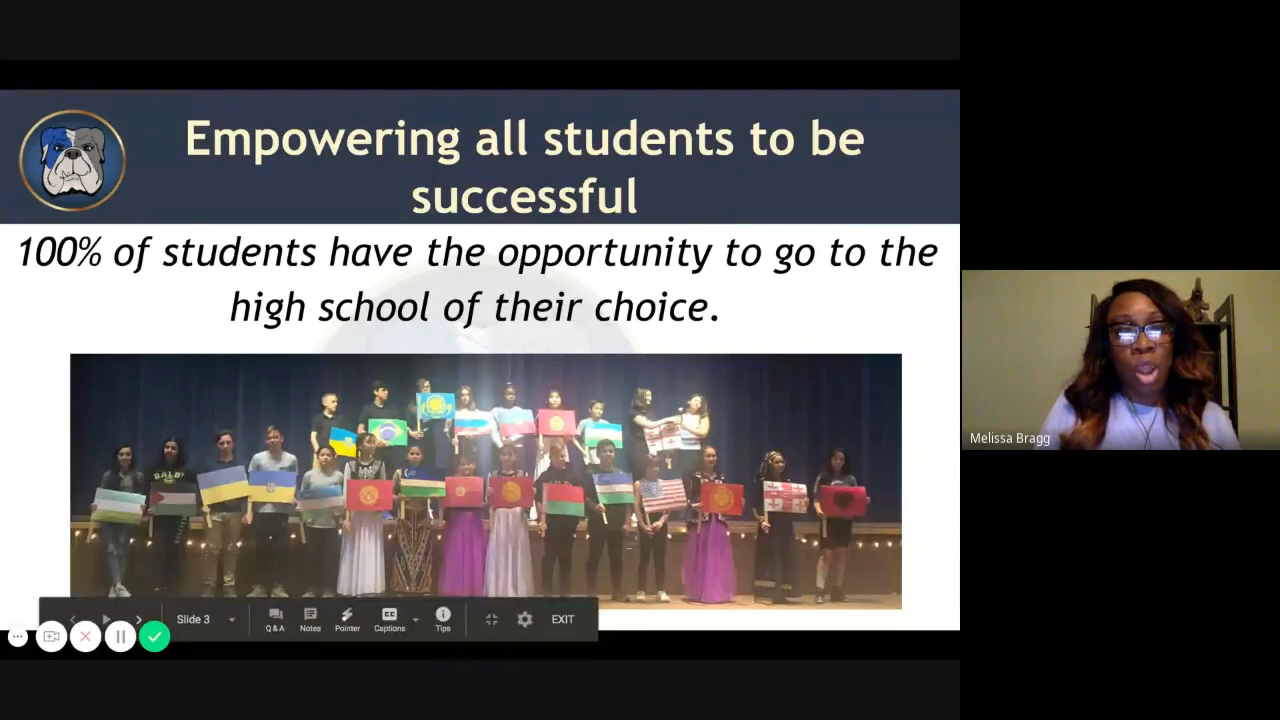 Empowering all students to be
successful
100% of students have the opportunity to go to the
high school of their choice.
Melissa Bragg
Slide 3
Q&A
Notes
Pointer
Captions
Tips
EXIT
CC